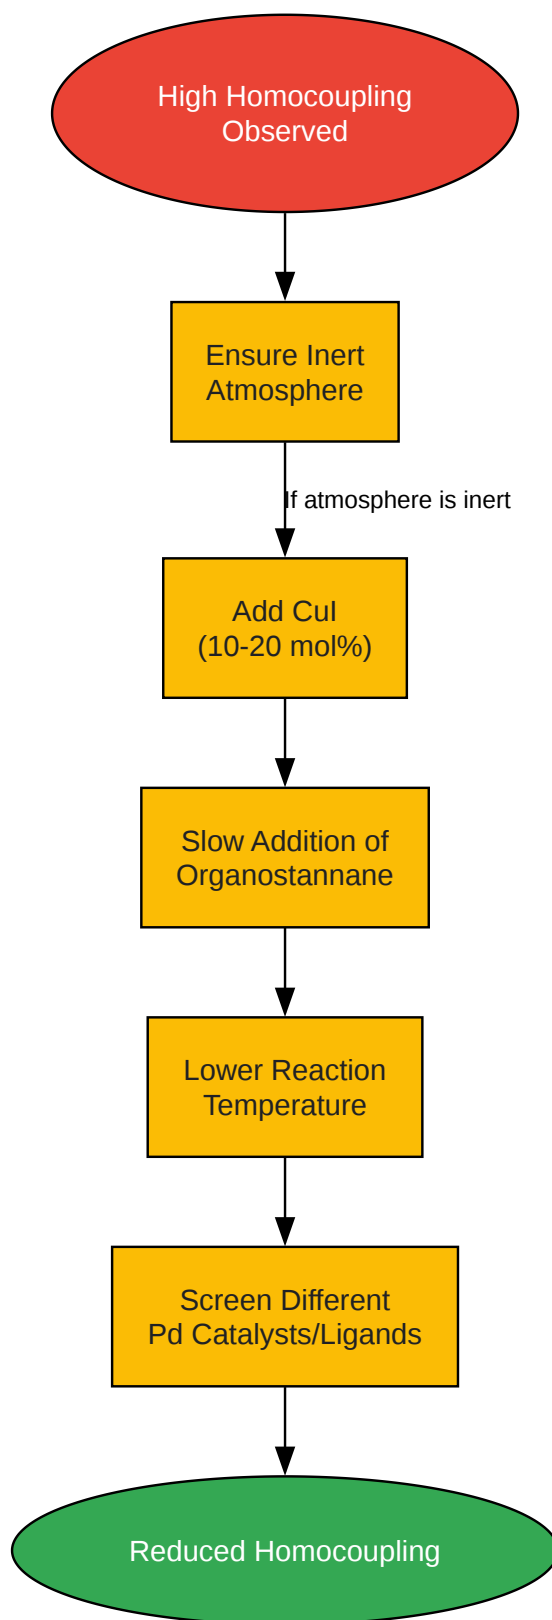 High Homocoupling
Observed
Ensure Inert
Atmosphere
If atmosphere is inert
Add CuI
(10-20 mol%)
Slow Addition of
Organostannane
Lower Reaction
Temperature
Screen Different
Pd Catalysts/Ligands
Reduced Homocoupling